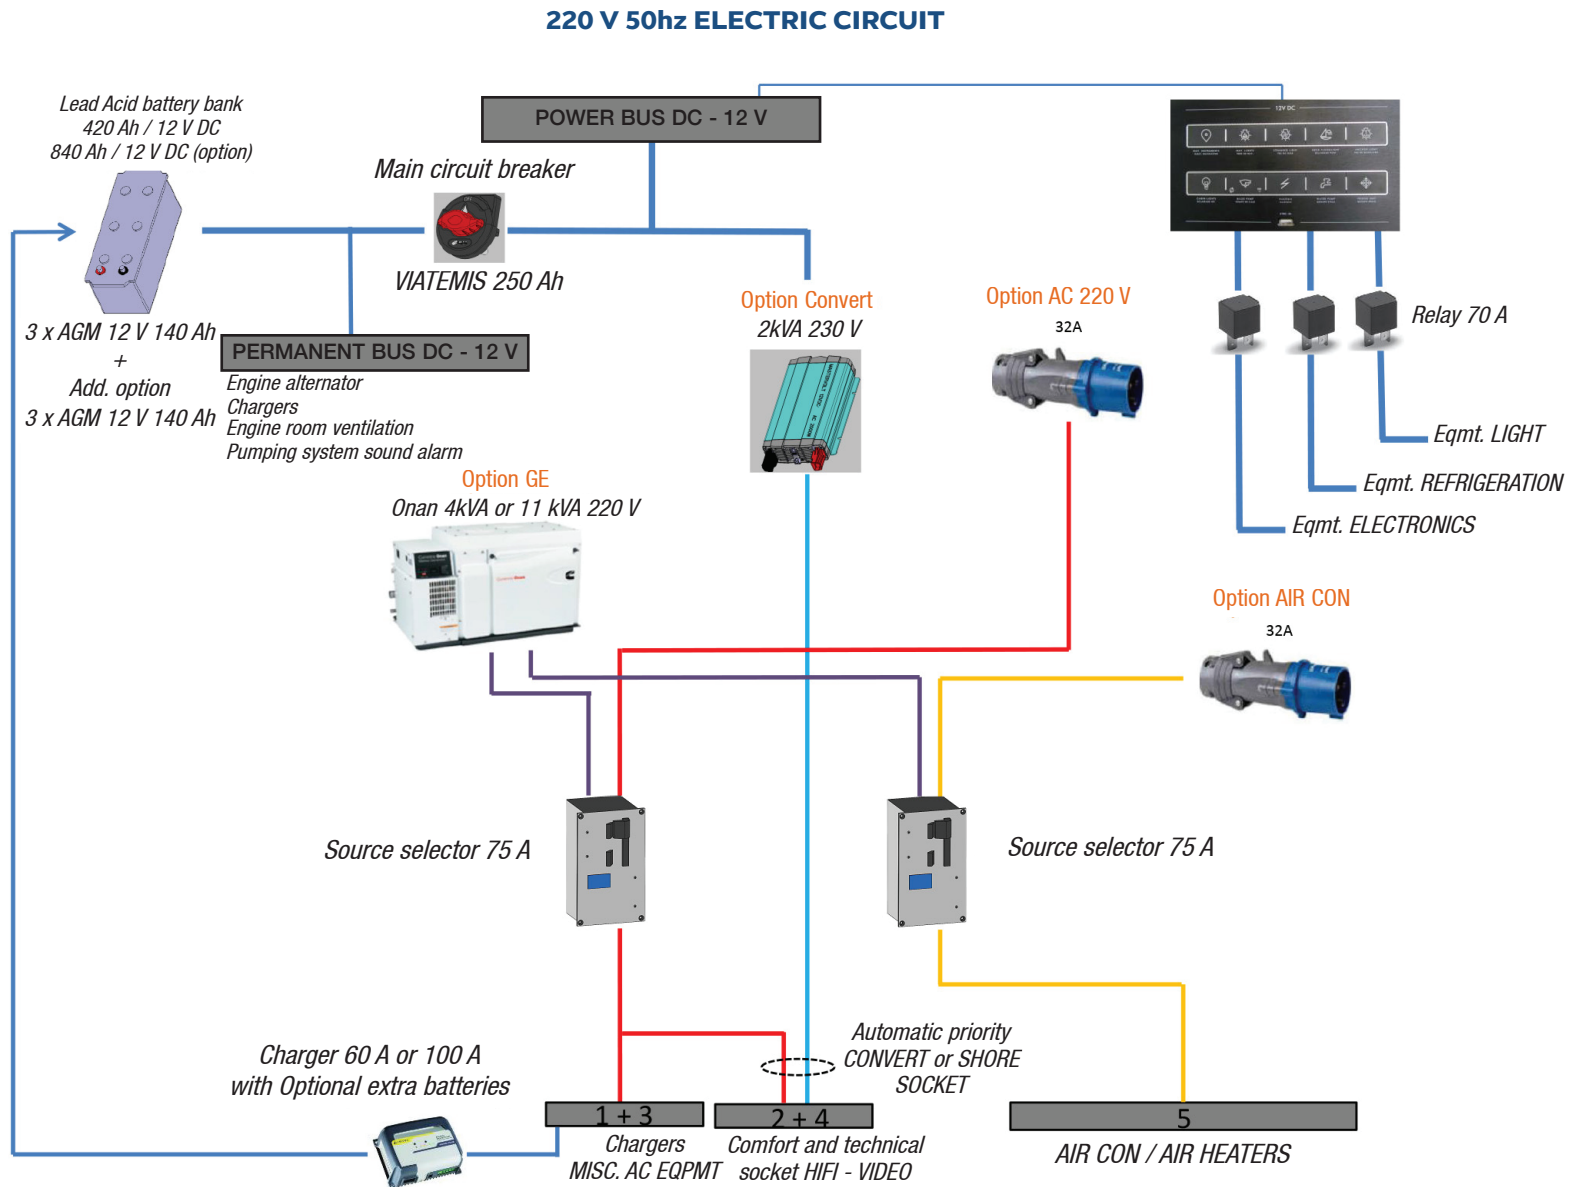 220 V 50hz ELECTRIC CIRCUIT
Lead Acid battery bank
420 Ah / 12 V DC
840 Ah / 12 V DC (option)
POWER BUS DC - 12 V
12V DC
Main circuit breaker
VIATEMIS 250 Ah
3 x AGM 12 V 140 Ah
+
Add. option
3 x AGM 12 V 140 Ah
PERMANENT BUS DC - 12 V
Engine alternator
Chargers
Engine room ventilation
Pumping system sound alarm
Option Convert
2kVA 230 V
Option AC 220 V
32A
Relay 70 A
Eqmt. LIGHT
Eqmt. REFRIGERATION
Eqmt. ELECTRONICS
Option GE
Onan 4kVA or 11 kVA 220 V
Option AIR CON
32A
Source selector 75 A
Source selector 75 A
Automatic priority
CONVERT or SHORE
SOCKET
Charger 60 A or 100 A
with Optional extra batteries
1 + 3
Chargers
MISC. AC EQPMT
2 + 4
Comfort and technical
socket HIFI - VIDEO
5
AIR CON / AIR HEATERS